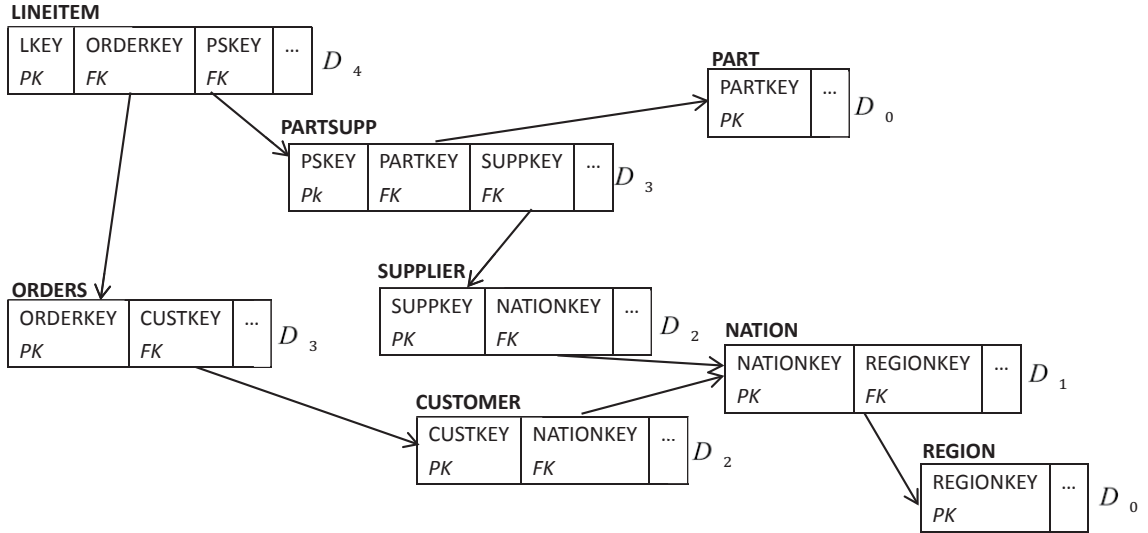 LINEITEM
LKEY ORDERKEY PSKEY ...
PK FK FK
D 4
PART
PARTKEY ...
PK
D 0
PARTSUPP
PSKEY PARTKEY SUPPKEY ...
Pk FK FK
D 3
SUPPLIER
SUPPKEY NATIONKEY ...
PK FK
D 2
ORDERS
ORDERKEY CUSTKEY ...
PK FK
D 3
NATION
NATIONKEY REGIONKEY ...
PK FK
D 1
CUSTOMER
CUSTKEY NATIONKEY ...
PK FK
D 2
REGION
REGIONKEY ...
PK
D 0